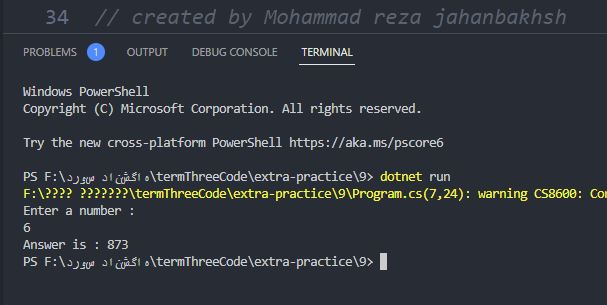 34 // created by Mohammad reza jahanbakhsh
PROBLEMS 1 OUTPUT DEBUG CONSOLE TERMINAL
Windows PowerShell
Copyright (C) Microsoft Corporation. All rights reserved.
Try the new cross-platform PowerShell https://aka.ms/pscore6
PS F:\دروس دانشگاه\termThreeCode\extra-practice\9> dotnet run
F:\???? ???????\termThreeCode\extra-practice\9\Program.cs(7,24): warning CS8600: Con
Enter a number :
6
Answer is : 873
PS F:\دروس دانشگاه\termThreeCode\extra-practice\9>